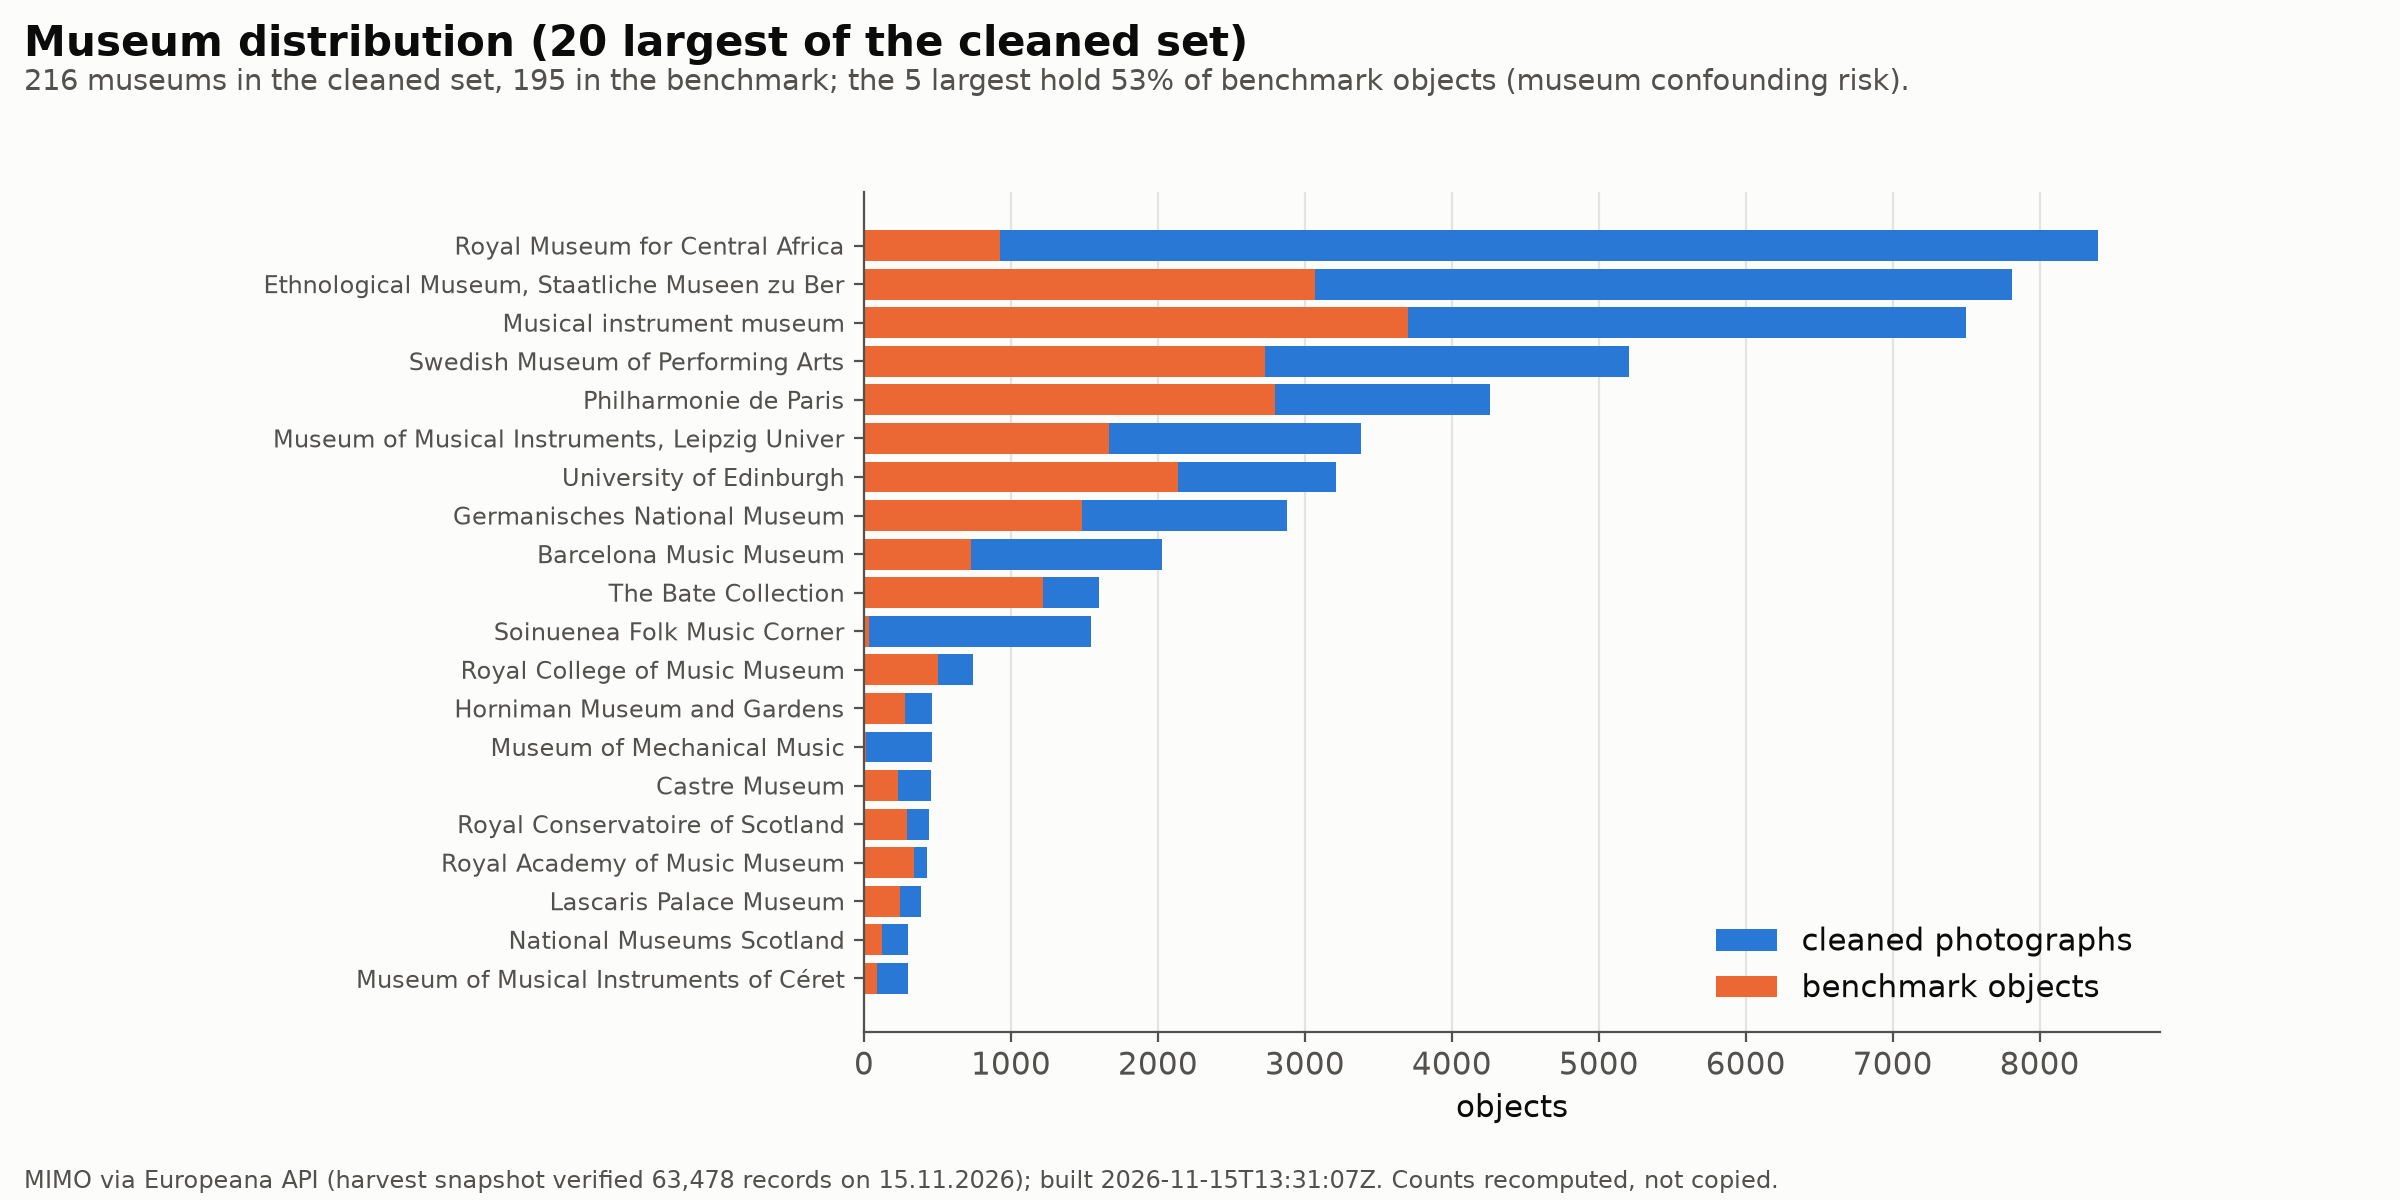 Museum distribution (20 largest of the cleaned set)
216 museums in the cleaned set, 195 in the benchmark; the 5 largest hold 53% of benchmark objects (museum confounding risk).
Royal Museum for Central Africa
Ethnological Museum, Staatliche Museen zu Ber
Musical instrument museum
Swedish Museum of Performing Arts
Philharmonie de Paris
Museum of Musical Instruments, Leipzig Univer
University of Edinburgh
Germanisches National Museum
Barcelona Music Museum
The Bate Collection
Soinuenea Folk Music Corner
Royal College of Music Museum
Horniman Museum and Gardens
Museum of Mechanical Music
Castre Museum
Royal Conservatoire of Scotland
Royal Academy of Music Museum
Lascaris Palace Museum
National Museums Scotland
Museum of Musical Instruments of Céret
cleaned photographs
benchmark objects
0 1000 2000 3000 4000 5000 6000 7000 8000
objects
MIMO via Europeana API (harvest snapshot verified 63,478 records on 15.11.2026); built 2026-11-15T13:31:07Z. Counts recomputed, not copied.